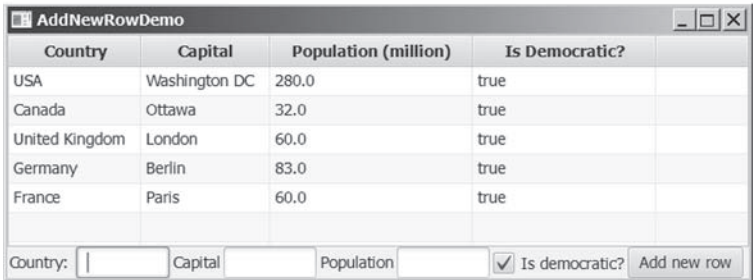 AddNewRowDemo
Country Capital Population (million) Is Democratic?
USA Washington DC 280.0 true
Canada Ottawa 32.0 true
United Kingdom London 60.0 true
Germany Berlin 83.0 true
France Paris 60.0 true
Country: Capital Population Is democratic? Add new row